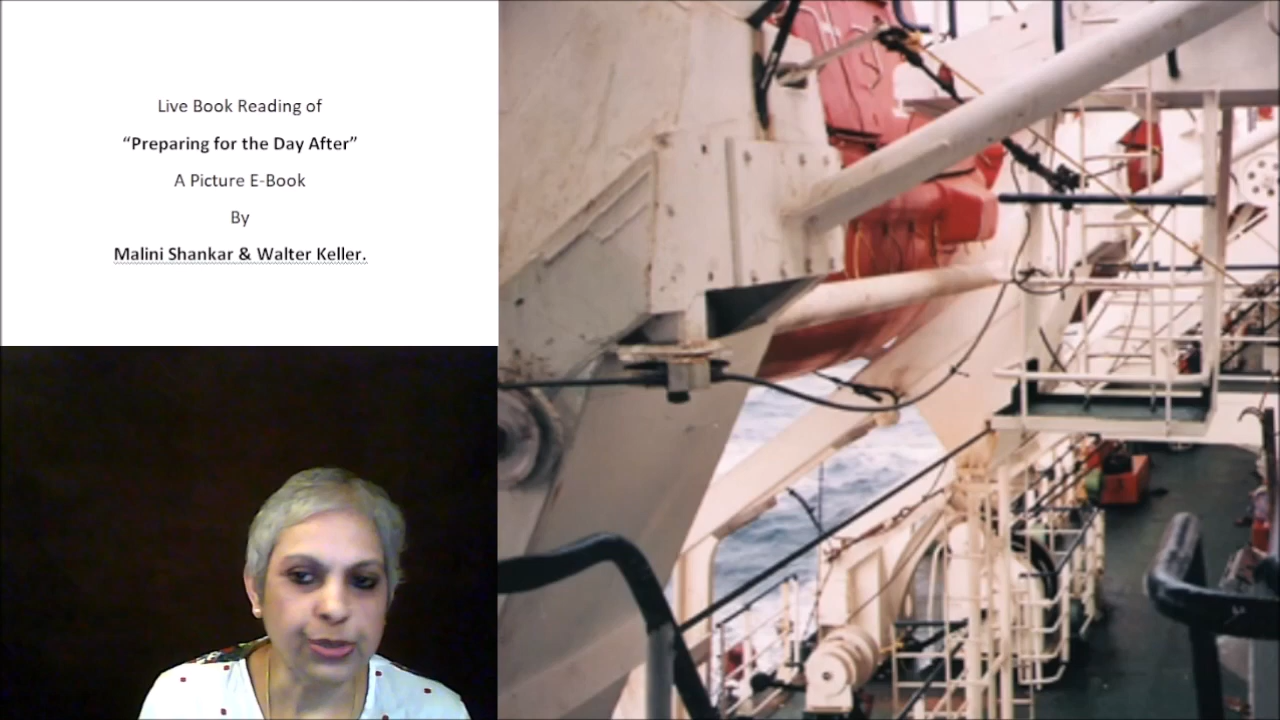 Live Book Reading of
“Preparing for the Day After”
A Picture E-Book
By
Malini Shankar & Walter Keller.